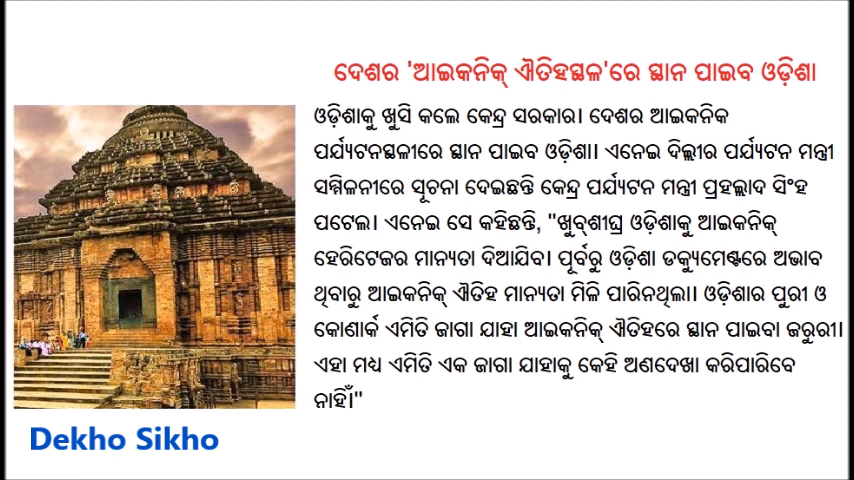 ଦେଶର 'ଆଇକନିକ୍ ଐତିହସ୍ଥଳ'ରେ ସ୍ଥାନ ପାଇବ ଓଡ଼ିଶା
ଓଡ଼ିଶାକୁ ଖୁସି କଲେ କେନ୍ଦ୍ର ସରକାର। ଦେଶର ଆଇକନିକ
ପର୍ଯ୍ୟଟନସ୍ଥଳୀରେ ସ୍ଥାନ ପାଇବ ଓଡ଼ିଶା। ଏନେଇ ଦିଲ୍ଲୀର ପର୍ଯ୍ୟଟନ ମନ୍ତ୍ରୀ
ସମ୍ମିଳନୀରେ ସୂଚନା ଦେଇଛନ୍ତି କେନ୍ଦ୍ର ପର୍ଯ୍ୟଟନ ମନ୍ତ୍ରୀ ପ୍ରହଲ୍ଲାଦ ସିଂହ
ପଟେଲ। ଏନେଇ ସେ କହିଛନ୍ତି, "ଖୁବ୍‌ଶୀଘ୍ର ଓଡ଼ିଶାକୁ ଆଇକନିକ୍
ହେରିଟେଜର ମାନ୍ୟତା ଦିଆଯିବ। ପୂର୍ବରୁ ଓଡ଼ିଶା ଡକ୍ୟୁମେଣ୍ଟରେ ଅଭାବ
ଥିବାରୁ ଆଇକନିକ୍ ଐତିହ ମାନ୍ୟତା ମିଳି ପାରିନଥିଲା। ଓଡ଼ିଶାର ପୁରୀ ଓ
କୋଣାର୍କ ଏମିତି ଜାଗା ଯାହା ଆଇକନିକ୍ ଐତିହରେ ସ୍ଥାନ ପାଇବା ଜରୁରୀ।
ଏହା ମଧ୍ୟ ଏମିତି ଏକ ଜାଗା ଯାହାକୁ କେହି ଅଣଦେଖା କରିପାରିବେ
ନାହିଁ।"
Dekho Sikho